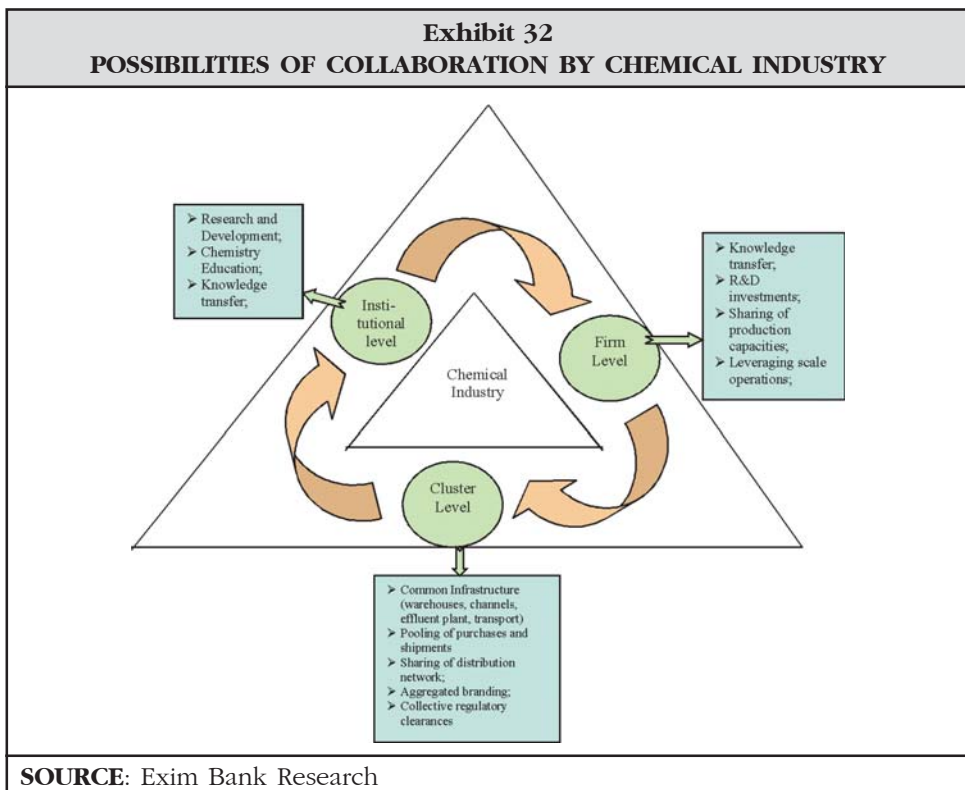 Exhibit 32
POSSIBILITIES OF COLLABORATION BY CHEMICAL INDUSTRY
➢ Research and
Development;
➢ Chemistry
Education;
➢ Knowledge
transfer;
Insti-
tutional
level
➢ Knowledge
transfer;
➢ R&D
investments;
➢ Sharing of
production
capacities;
➢ Leveraging scale
operations;
Firm
Level
Chemical
Industry
Cluster
Level
➢ Common Infrastructure
(warehouses, channels,
effluent plant, transport)
➢ Pooling of purchases and
shipments
➢ Sharing of distribution
network;
➢ Aggregated branding;
➢ Collective regulatory
clearances
SOURCE: Exim Bank Research